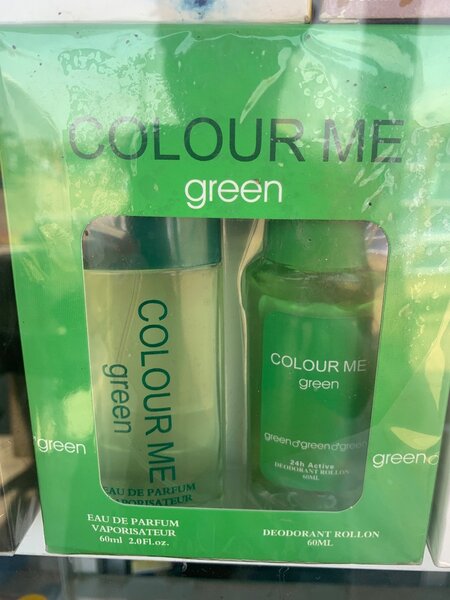 COLOUR ME
green
COLOUR ME
green
EAU DE PARFUM
VAPORISATEUR
COLOUR ME
green
green♂green♂green
24h Active
DEODORANT ROLLON
60ML
green
green♂
EAU DE PARFUM
VAPORISATEUR
60ml 2.0Fl.oz.
DEODORANT ROLLON
60ML